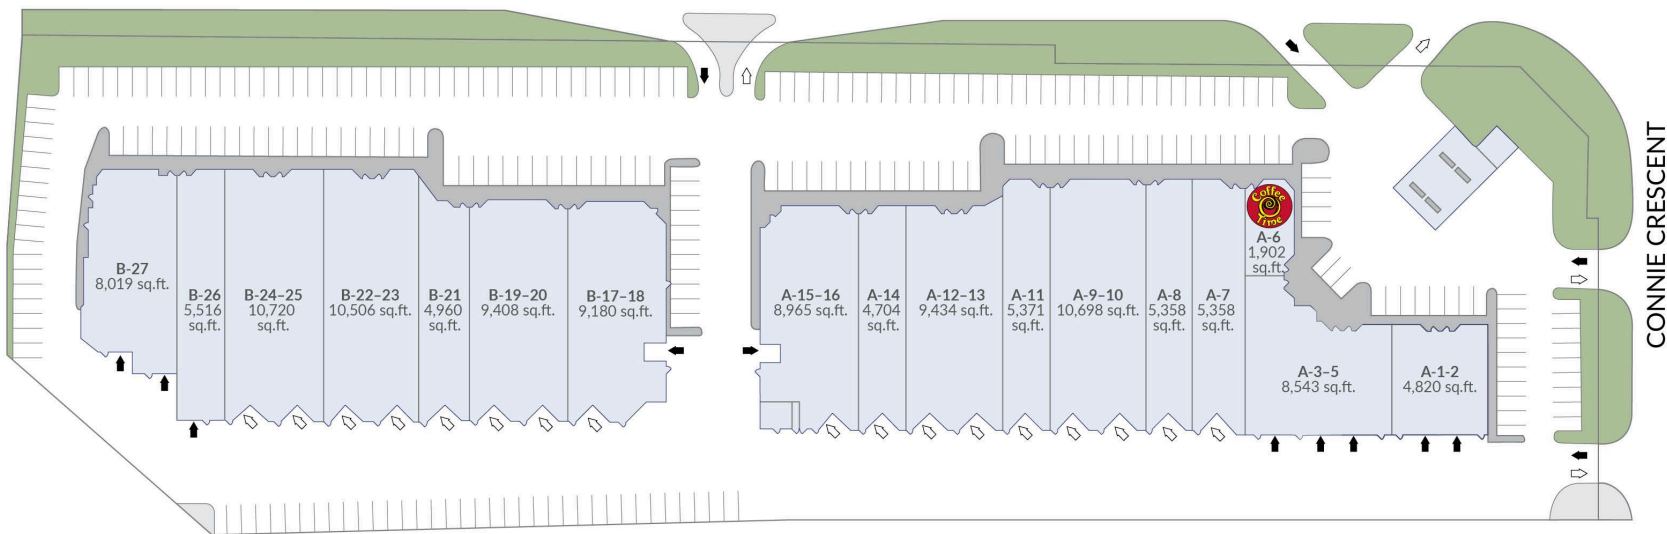 B-27
8,019 sq.ft.
B-26
5,516
sq.ft.
B-24-25
10,720
sq.ft.
B-22-23
10,506 sq.ft.
B-21
4,960
sq.ft.
B-19-20
9,408 sq.ft.
B-17-18
9,180 sq.ft.
A-15-16
8,965 sq.ft.
A-14
4,704
sq.ft.
A-12-13
9,434 sq.ft.
A-11
5,371
sq.ft.
A-9-10
10,698 sq.ft.
A-8
5,358
sq.ft.
A-7
5,358
sq.ft.
Coffee
Time
A-6
1,902
sq.ft.
A-3-5
8,543 sq.ft.
A-1-2
4,820 sq.ft.
CONNIE CRESCENT